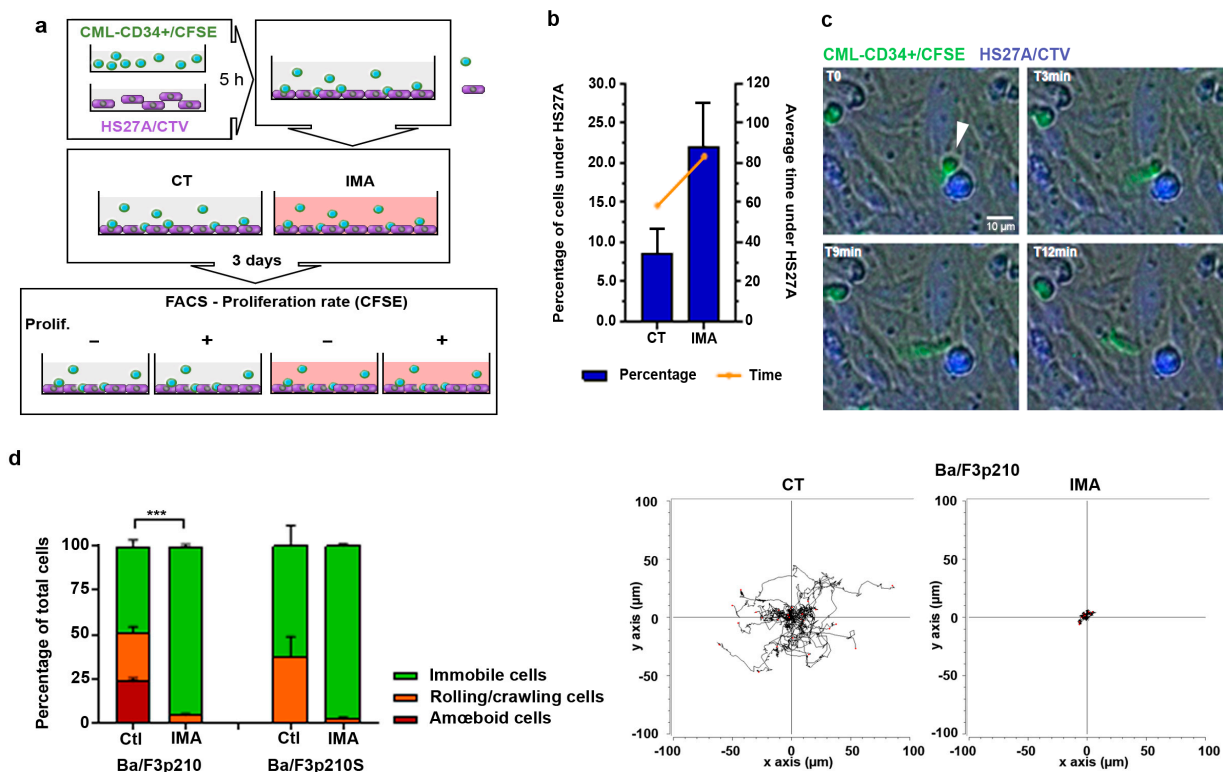 a
CML-CD34+/CFSE
5 h
HS27A/CTV
CT IMA
3 days
FACS - Proliferation rate (CFSE)
Prolif.
– + – +
b
Percentage of cells under HS27A
30.0
25.0
20.0
15.0
10.0
5.0
0.0
120
100
80
60
40
20
0
Average time under HS27A
CT IMA
Percentage Time
c
CML-CD34+/CFSE HS27A/CTV
T0 T3min
10 µm
T9min T12min
d
Percentage of total cells
100
75
50
25
0
***
Ctl IMA Ctl IMA
Ba/F3p210 Ba/F3p210S
Immobile cells
Rolling/crawling cells
Amœboid cells
Ba/F3p210
CT IMA
y axis (µm)
100
50
0
-50
-100
-100 -50 0 50 100
x axis (µm)
y axis (µm)
100
50
0
-50
-100
-100 -50 0 50 100
x axis (µm)